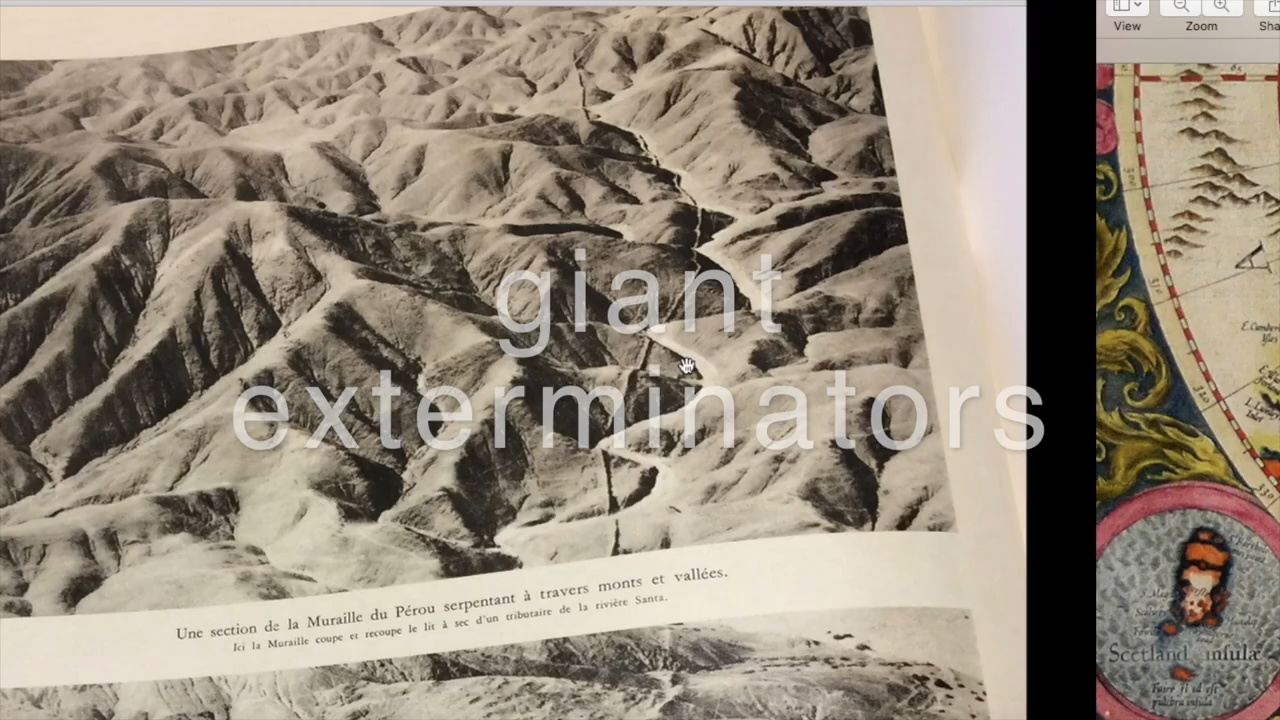 giant
exterminators
Une section de la Muraille du Pérou serpentant à travers monts et vallées.
Ici la Muraille coupe et recoupe le lit à sec d'un tributaire de la rivière Santa.
View
Zoom
Sha
Scetland insulæ